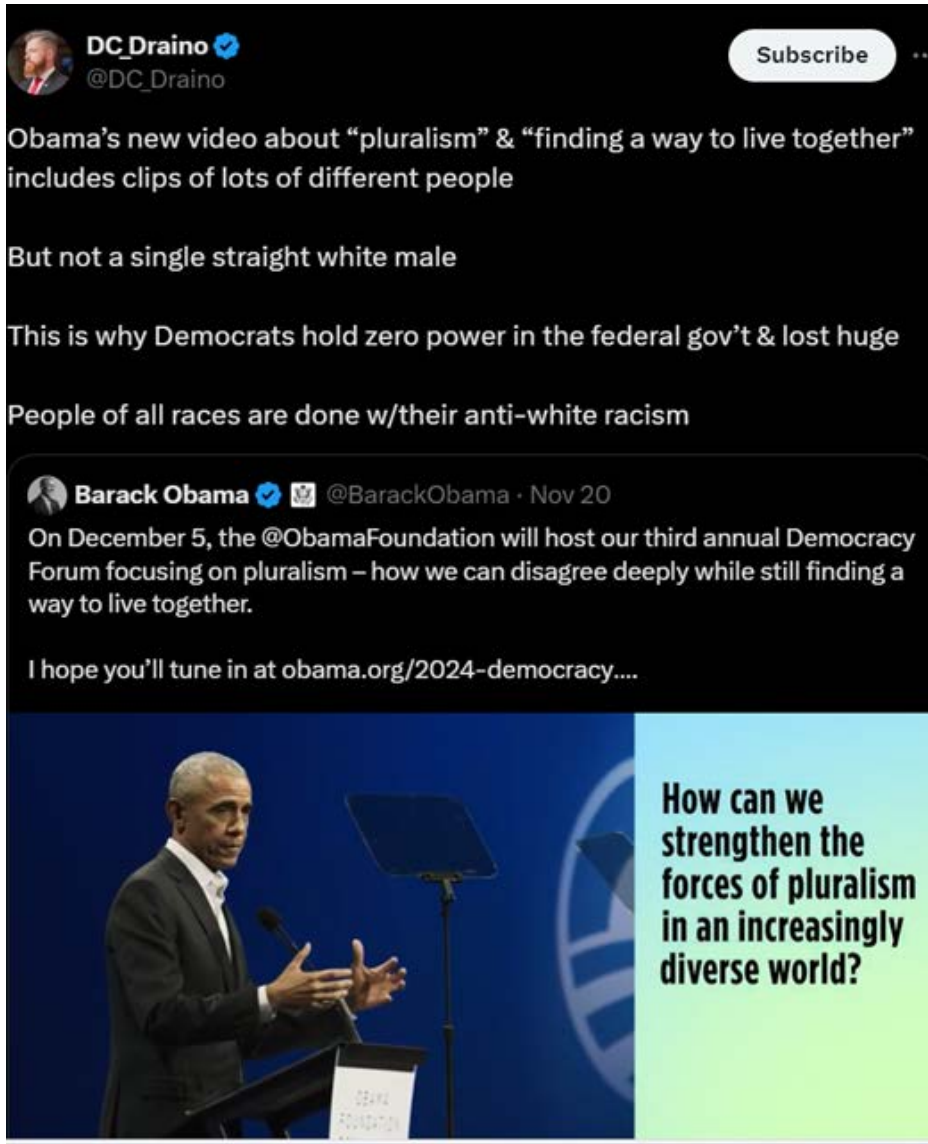 DC_Draino
@DC_Draino
Subscribe
Obama’s new video about “pluralism” & “finding a way to live together”
includes clips of lots of different people
But not a single straight white male
This is why Democrats hold zero power in the federal gov’t & lost huge
People of all races are done w/their anti-white racism
Barack Obama @BarackObama · Nov 20
On December 5, the @ObamaFoundation will host our third annual Democracy
Forum focusing on pluralism – how we can disagree deeply while still finding a
way to live together.
I hope you’ll tune in at obama.org/2024-democracy....
How can we
strengthen the
forces of pluralism
in an increasingly
diverse world?
OBAMA
FOUNDATION